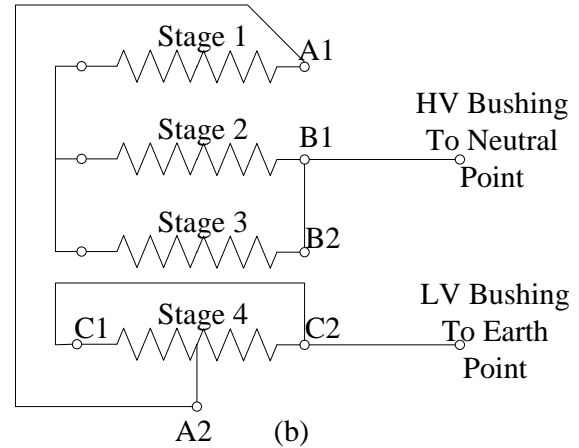 Stage 1
A1
HV Bushing
To Neutral
Point
Stage 2
B1
Stage 3
B2
LV Bushing
To Earth
Point
C1
Stage 4
C2
A2
(b)